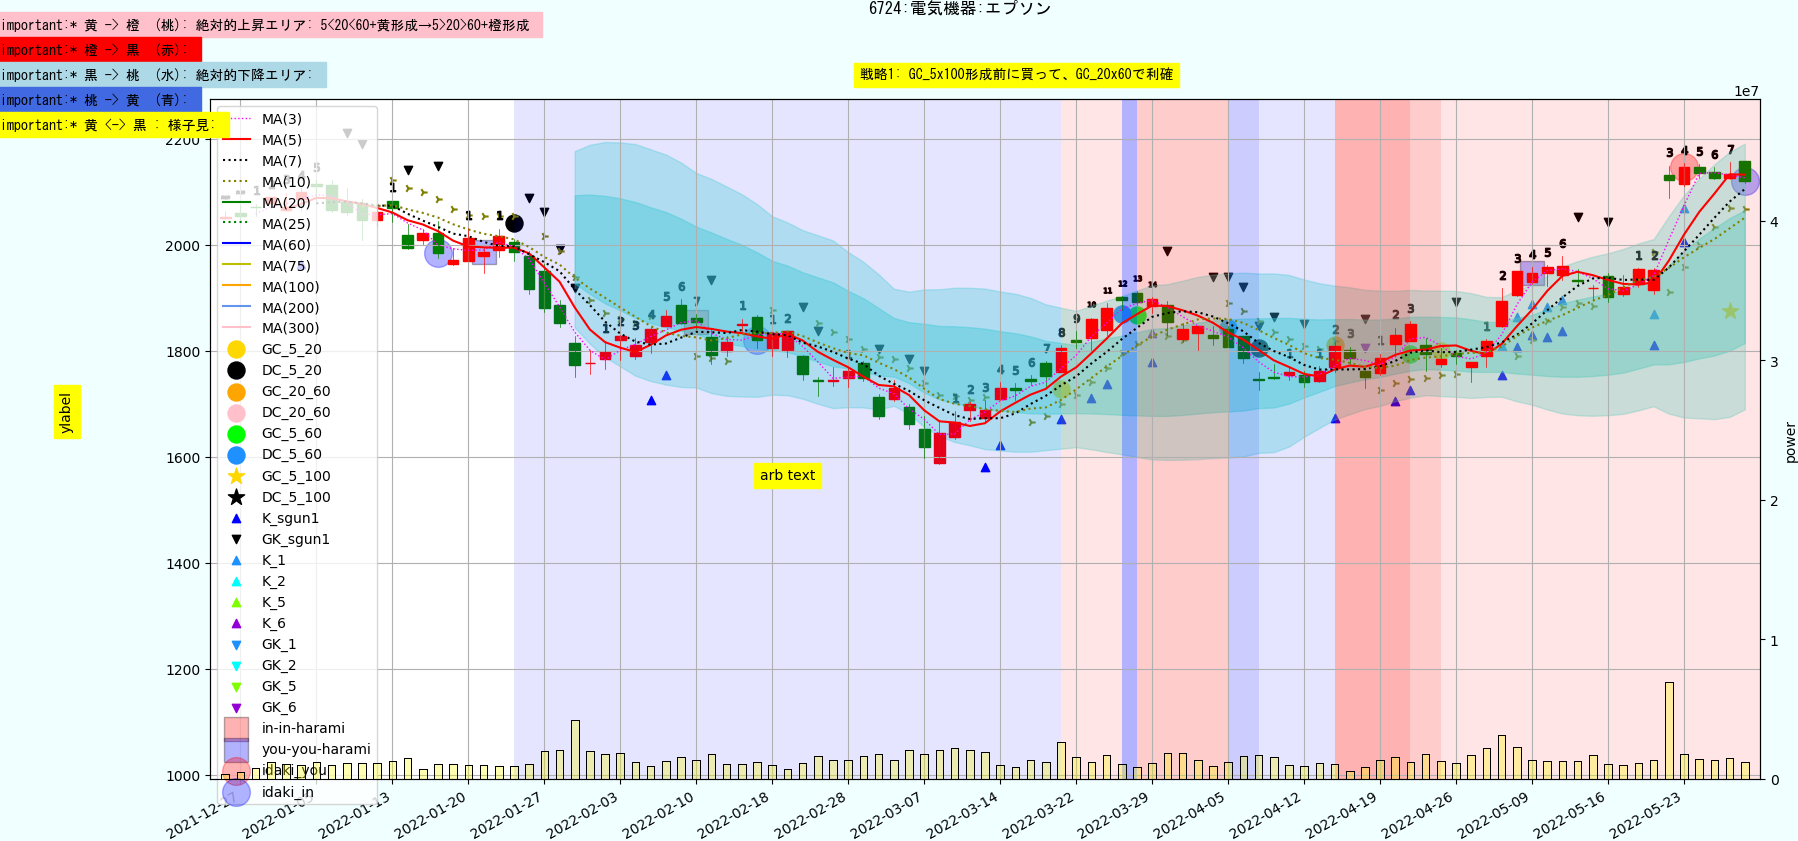 6724:電気機器:エプソン
important:* 黄 -> 橙 (桃): 絶対的上昇エリア: 5<20<60+黄形成→5>20>60+橙形成
important:* 橙 -> 黒 (赤):
important:* 黒 -> 桃 (水): 絶対的下降エリア:
戦略1: GC_5x100形成前に買って、GC_20x60で利確
important:* 桃 -> 黄 (青):
important:* 黄 <-> 黒 : 様子見:
1e7
MA(3)
MA(5)
MA(7)
MA(10)
MA(20)
MA(25)
MA(60)
MA(75)
MA(100)
MA(200)
MA(300)
GC_5_20
DC_5_20
GC_20_60
DC_20_60
GC_5_60
DC_5_60
GC_5_100
DC_5_100
K_sgun1
GK_sgun1
K_1
K_2
K_5
K_6
GK_1
GK_2
GK_5
GK_6
in-in-harami
you-you-harami
idaki_you
idaki_in
2200
2000
1800
1600
1400
1200
1000
ylabel
arb text
4
3
2
1
0
power
2022-01-13
2022-01-20
2022-01-27
2022-02-03
2022-02-10
2022-02-18
2022-02-28
2022-03-07
2022-03-14
2022-03-22
2022-03-29
2022-04-05
2022-04-12
2022-04-19
2022-04-26
2022-05-09
2022-05-16
2022-05-23